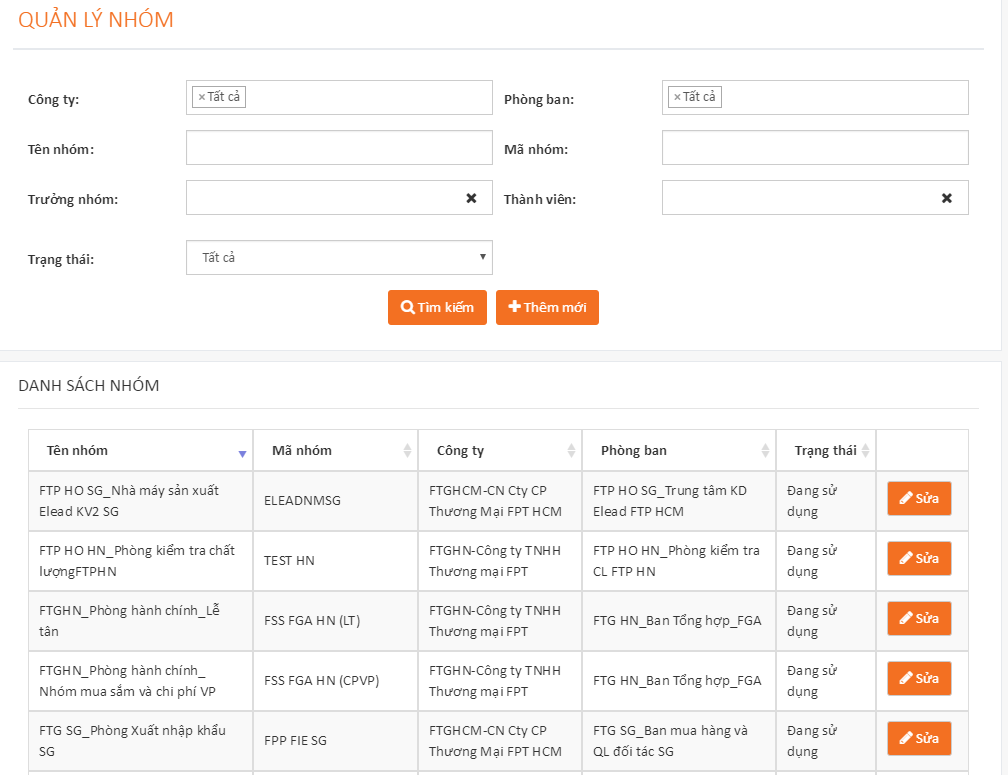 QUẢN LÝ NHÓM
Công ty: ×Tất cả Phòng ban: ×Tất cả
Tên nhóm: Mã nhóm:
Trưởng nhóm: Thành viên:
Trạng thái: Tất cả
Tìm kiếm Thêm mới
DANH SÁCH NHÓM
Tên nhóm Mã nhóm Công ty Phòng ban Trạng thái
FTP HO SG_Nhà máy sản xuất
Elead KV2 SG
ELEADNMSG
FTGHCM-CN Cty CP
Thương Mại FPT HCM
FTP HO SG_Trung tâm KD
Elead FTP HCM
Đang sử
dụng
Sửa
FTP HO HN_Phòng kiểm tra chất
lượngFTPHN
TEST HN
FTGHN-Công ty TNHH
Thương mại FPT
FTP HO HN_Phòng kiểm tra
CL FTP HN
Đang sử
dụng
Sửa
FTGHN_Phòng hành chính_Lễ
tân
FSS FGA HN (LT)
FTGHN-Công ty TNHH
Thương mại FPT
FTG HN_Ban Tổng hợp_FGA
Đang sử
dụng
Sửa
FTGHN_Phòng hành chính_
Nhóm mua sắm và chi phí VP
FSS FGA HN (CPVP)
FTGHN-Công ty TNHH
Thương mại FPT
FTG HN_Ban Tổng hợp_FGA
Đang sử
dụng
Sửa
FTG SG_Phòng Xuất nhập khẩu
SG
FPP FIE SG
FTGHCM-CN Cty CP
Thương Mại FPT HCM
FTG SG_Ban mua hàng và
QL đối tác SG
Đang sử
dụng
Sửa